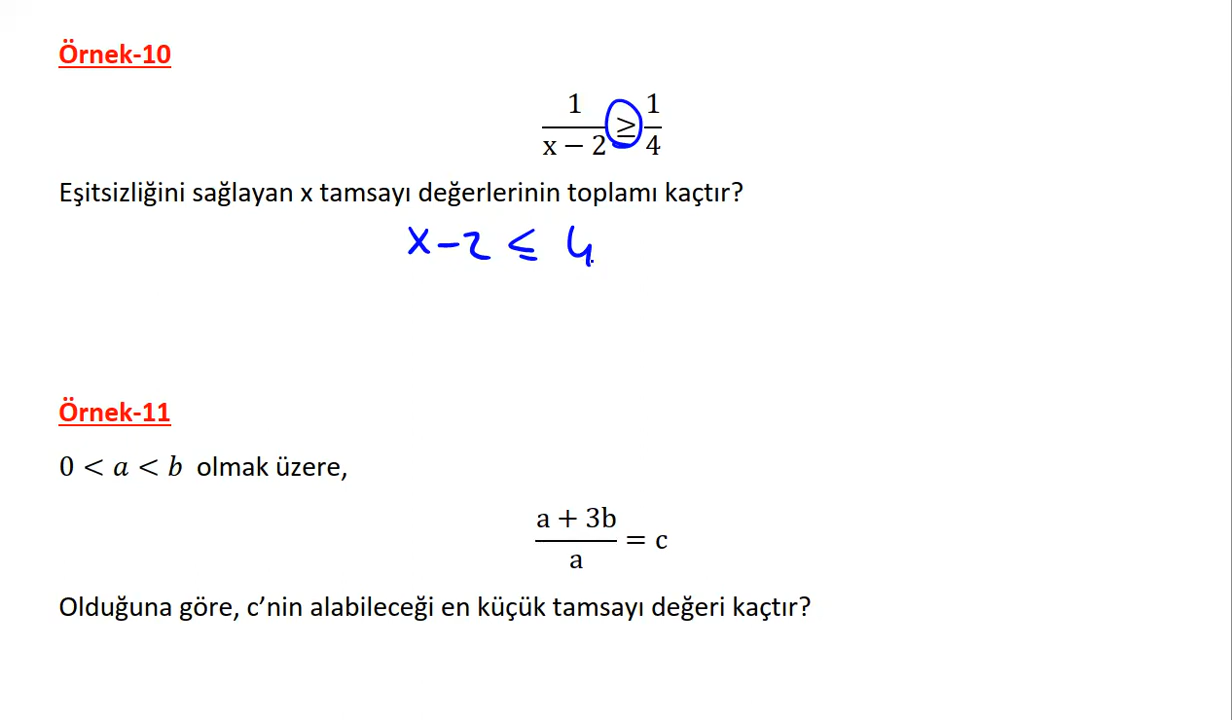 Örnek-10
1/(x − 2) ≥ 1/4
Eşitsizliğini sağlayan x tamsayı değerlerinin toplamı kaçtır?
x − 2 ≤ 4
Örnek-11
0 < a < b olmak üzere,
(a + 3b)/a = c
Olduğuna göre, c’nin alabileceği en küçük tamsayı değeri kaçtır?